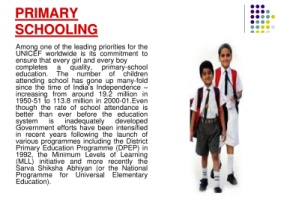 PRIMARY
SCHOOLING
Among one of the leading priorities for the
UNICEF worldwide is its commitment to
ensure that every girl and every boy
completes a quality, primary-school
education. The number of children
attending school has gone up many-fold
since the time of India's Independence --
increasing from around 19.2 million in
1950-51 to 113.8 million in 2000-01.Even
though the rate of school attendance is
better than ever before the education
system is inadequately developed
Government efforts have been intensified
in recent years following the launch of
various programmes including the District
Primary Education Programme (DPEP) in
1992, the Minimum Levels of Learning
(MLL) initiative and more recently the
Sarva Shiksha Abhiyan (or the National
Programme for Universal Elementary
Education).